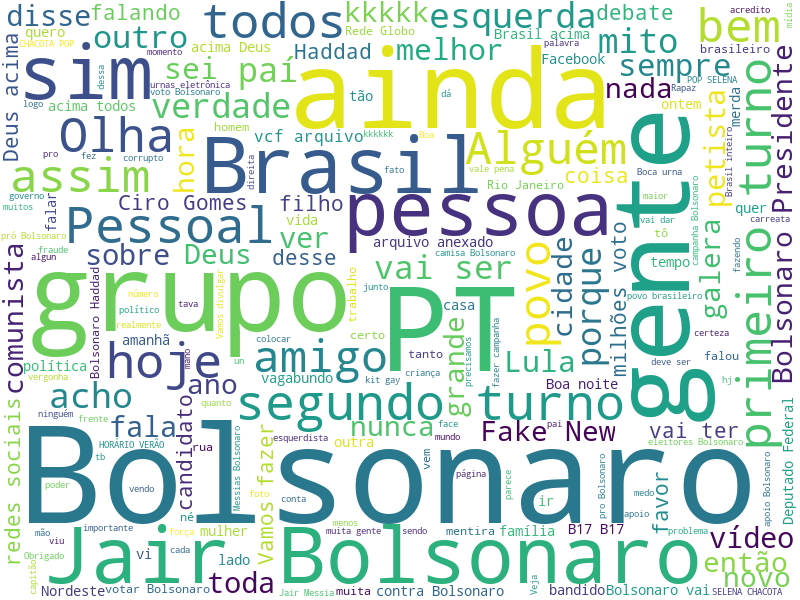 disse
falando
todos
kkkkk
esquerda
debate
bem
acredito
mídia
quero
CHACOTA POP
momento
outro
acima Deus
Rede Globo
Brasil acima
mito
palavra
brasileiro
dessa
Haddad
melhor
Facebook
sempre
POP SELENA
Deus acima
sim
sei país
ainda
Rapaz
petista
merda
turno
Presidente
urnas eletrônica
voto Bolsonaro
logo
acima todos
verdade
tão
dá
nada
ontem
homem
kkkkkk
Boa
Olha
vcf arquivo
Alguém
vale pena
Brasil inteiro
pro
fez
corrupto
hora
direita
Brasil
fato
coisa
Boca urna
assim
Rio Janeiro
governo
muitos
falar
Ciro Gomes
filho
pessoa
gente
maior
quer
carreata
Pessoal
vida
ver
povo
vai dar
campanha Bolsonaro
pró Bolsonaro
fraude
algun
sobre
Deus
desse
arquivo anexado
camisa Bolsonaro
cidade
porque
tô
tempo
galera
fazendo
comunista
Bolsonaro Haddad
político
número
tava
realmente
Vamos divulgar
trabalho
grupo
junto
vai ser
PT
casa
milhões voto
povo brasileiro
primeiro
Bolsonaro Presidente
amanhã
política
vergonha
hoje
mano
colocar
un
amigo
certo
tanto
grande
precisamos
fazer campanha
Lula
certeza
falou
deve ser
acho
ano
vagabundo
kit gay
criança
Boa noite
hj
redes sociais
ninguém
frente
quanto
segundo turno
HORÁRIO VERÃO
fala
candidato
rua
esquerdista
nunca
face
mundo
Fake New
pai
vai ter
eleitores Bolsonaro
Deputado Federal
tb
outra
vem
página
parece
ir
poder
vendo
Messias Bolsonaro
Vamos fazer
foto
conta
Bolsonaro
medo
pro Bolsonaro
apoio
favor
apoio Bolsonaro
importante
né
mão
força
menos
B17 B17
vídeo
viu
Obrigado
vi
cada
mulher
lado
muita gente
sendo
mentira
família
problema
então
capitão
Jair Bolsonaro
Nordeste
votar Bolsonaro
toda
Jair Messia
muita
contra Bolsonaro
Veja
bandido
Bolsonaro vai
novo
SELENA CHACOTA